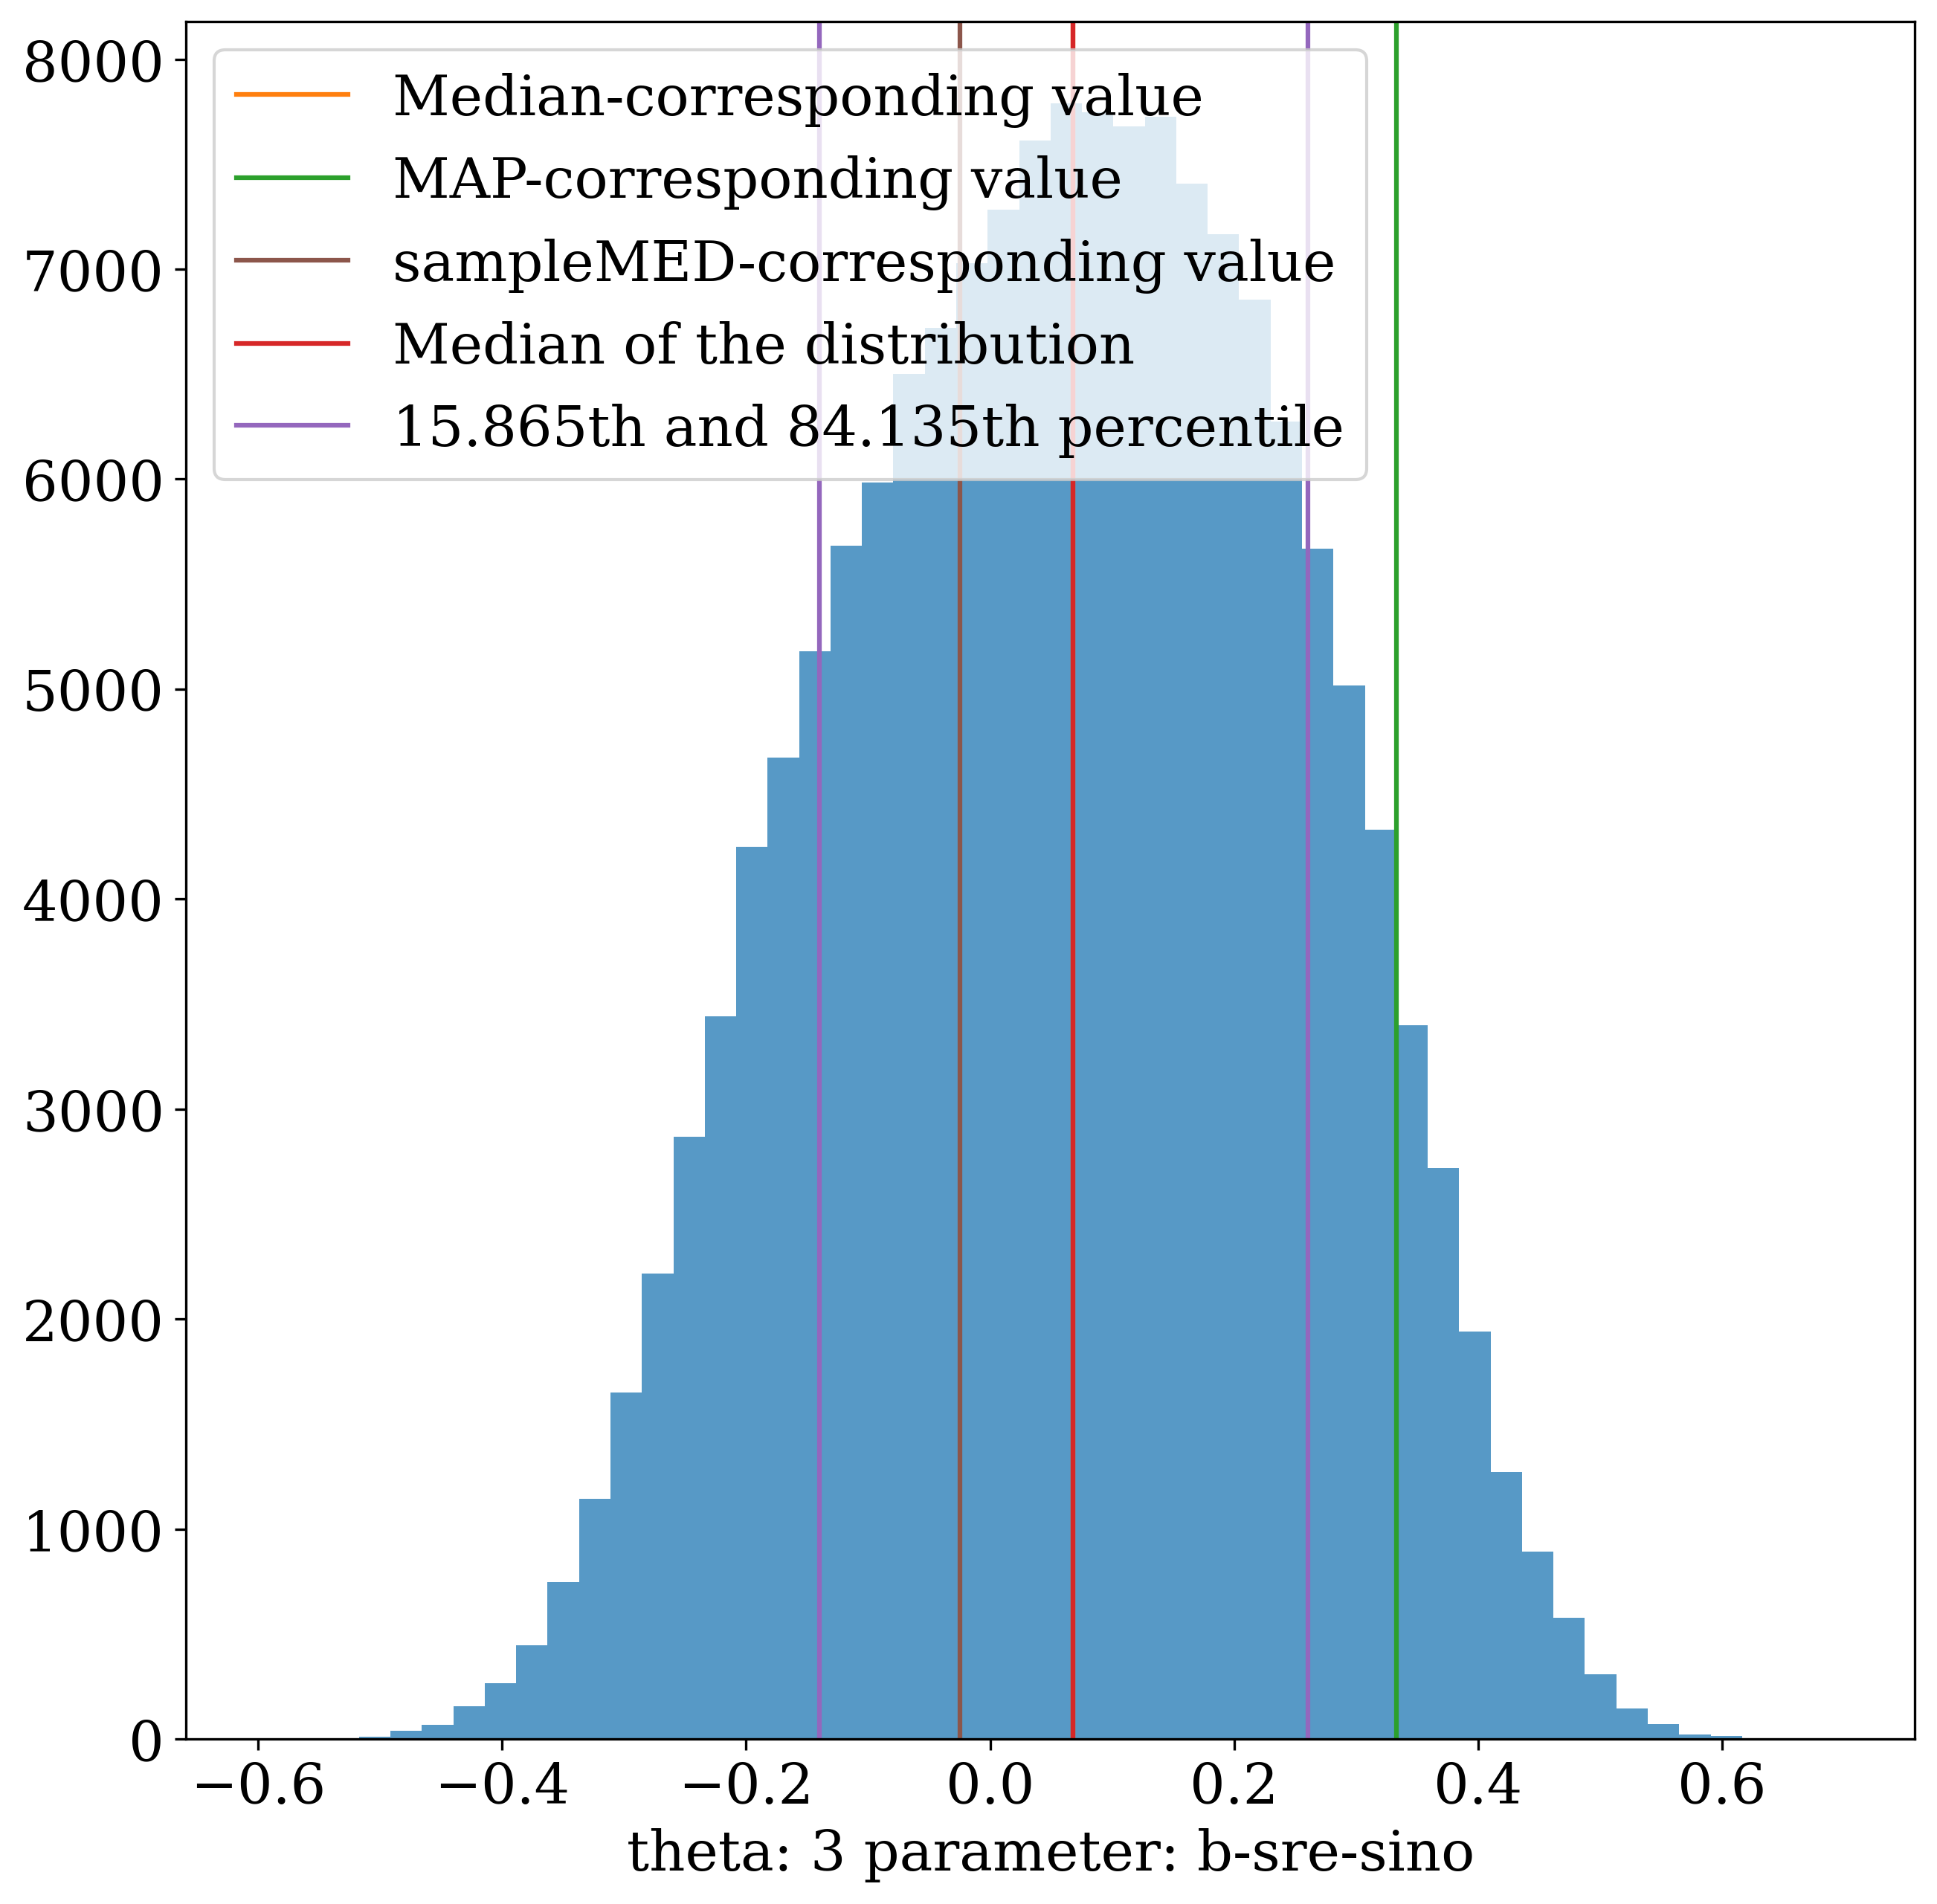 8000
7000
6000
5000
4000
3000
2000
1000
0
Median-corresponding value
MAP-corresponding value
sampleMED-corresponding value
Median of the distribution
15.865th and 84.135th percentile
−0.6 −0.4 −0.2 0.0 0.2 0.4 0.6
theta: 3 parameter: b-sre-sino